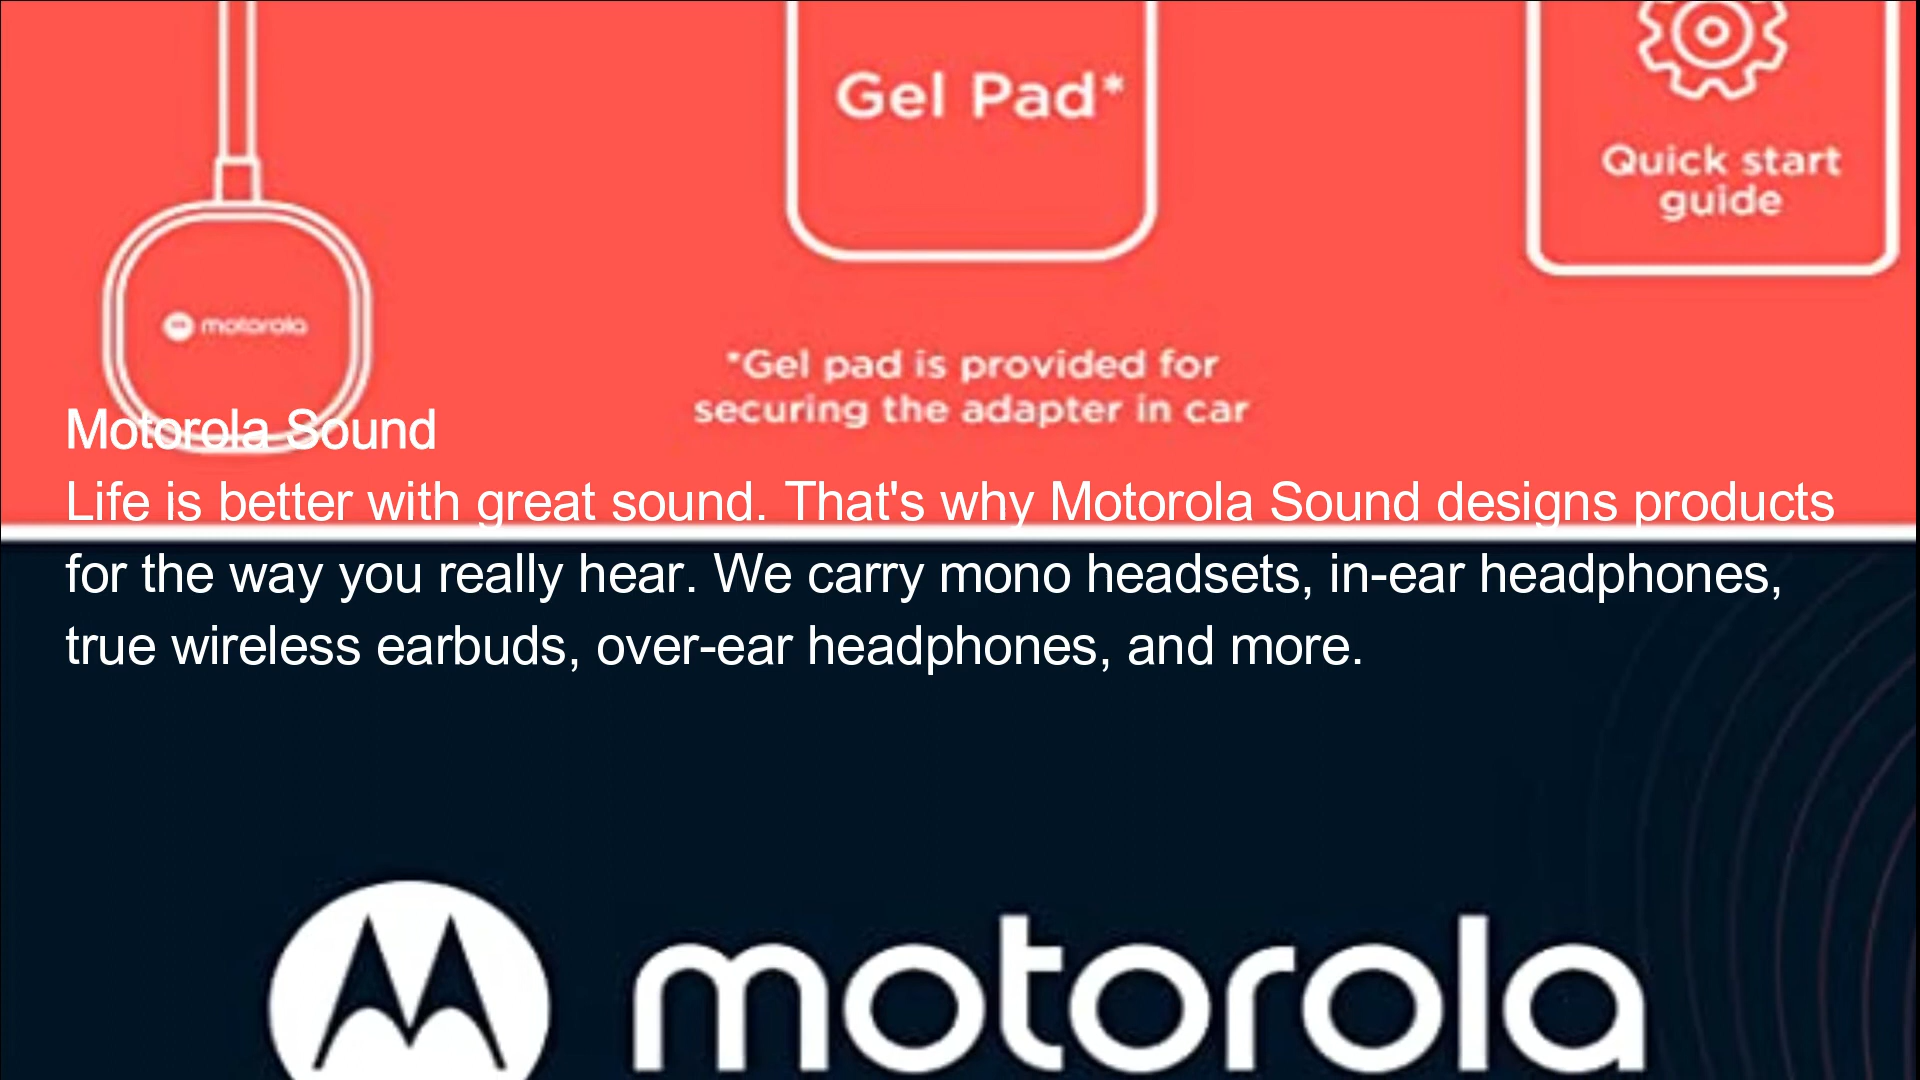 Gel Pad*
Quick start
guide
motorola
*Gel pad is provided for
securing the adapter in car
Motorola Sound
Life is better with great sound. That's why Motorola Sound designs products
for the way you really hear. We carry mono headsets, in-ear headphones,
true wireless earbuds, over-ear headphones, and more.
motorola